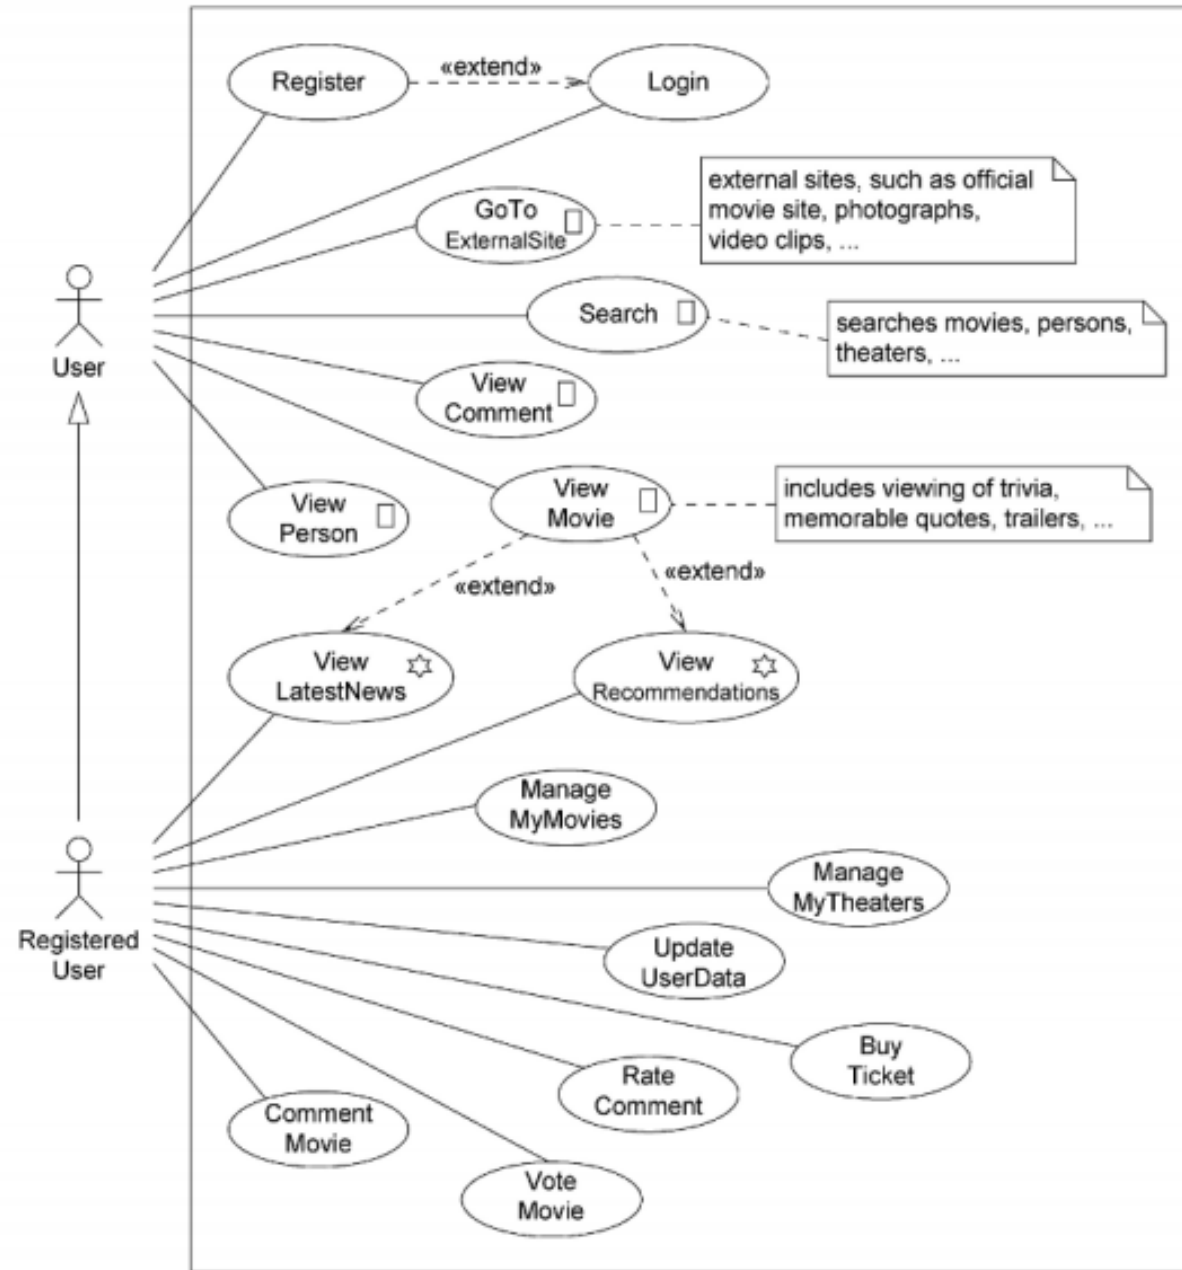 Register
«extend»
Login
GoTo
ExternalSite
external sites, such as official
movie site, photographs,
video clips, ...
Search
searches movies, persons,
theaters, ...
User
View
Comment
View
Person
View
Movie
includes viewing of trivia,
memorable quotes, trailers, ...
«extend»
«extend»
View
LatestNews
View
Recommendations
Manage
MyMovies
Manage
MyTheaters
Registered
User
Update
UserData
Buy
Ticket
Rate
Comment
Comment
Movie
Vote
Movie